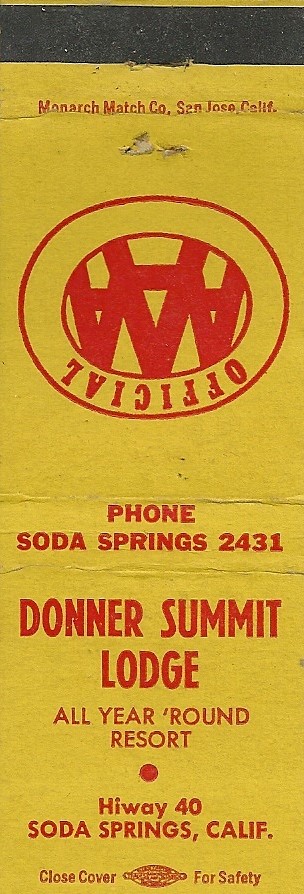 Monarch Match Co., San Jose, Calif.
AAA
OFFICIAL
PHONE
SODA SPRINGS 2431
DONNER SUMMIT
LODGE
ALL YEAR 'ROUND
RESORT
Hiway 40
SODA SPRINGS, CALIF.
Close Cover For Safety